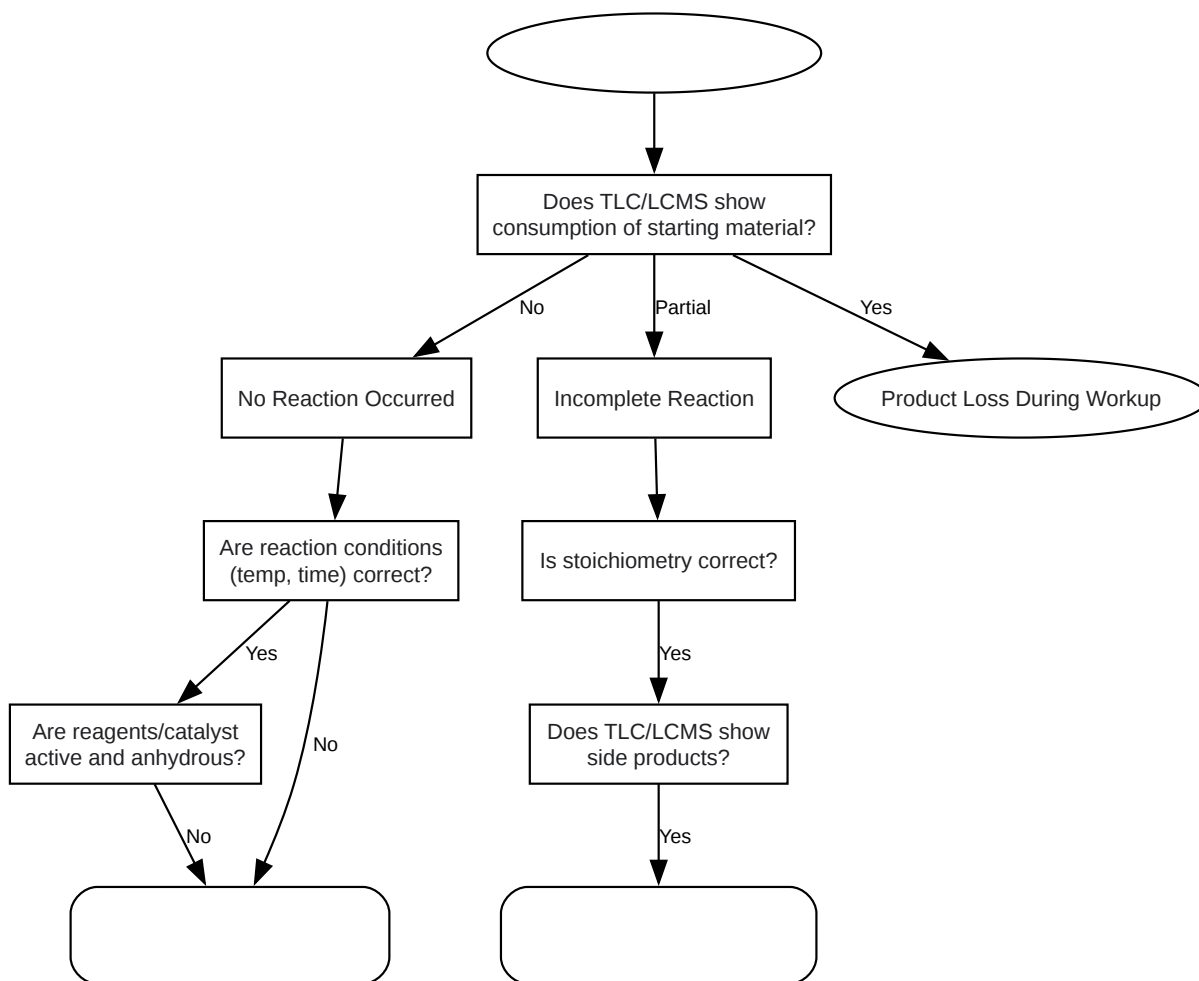 Does TLC/LCMS show
consumption of starting material?
No
Partial
Yes
No Reaction Occurred
Incomplete Reaction
Product Loss During Workup
Are reaction conditions
(temp, time) correct?
Is stoichiometry correct?
Yes
Yes
Are reagents/catalyst
active and anhydrous?
No
Does TLC/LCMS show
side products?
No
Yes